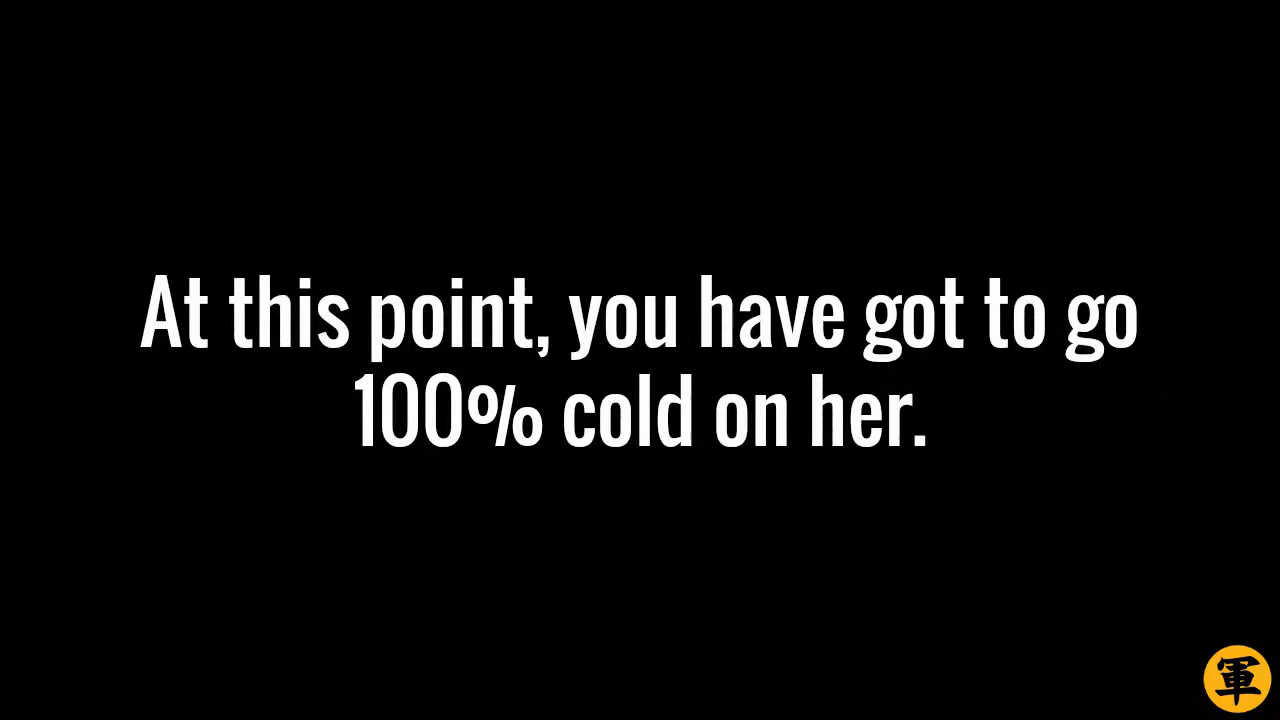 At this point, you have got to go
100% cold on her.
軍